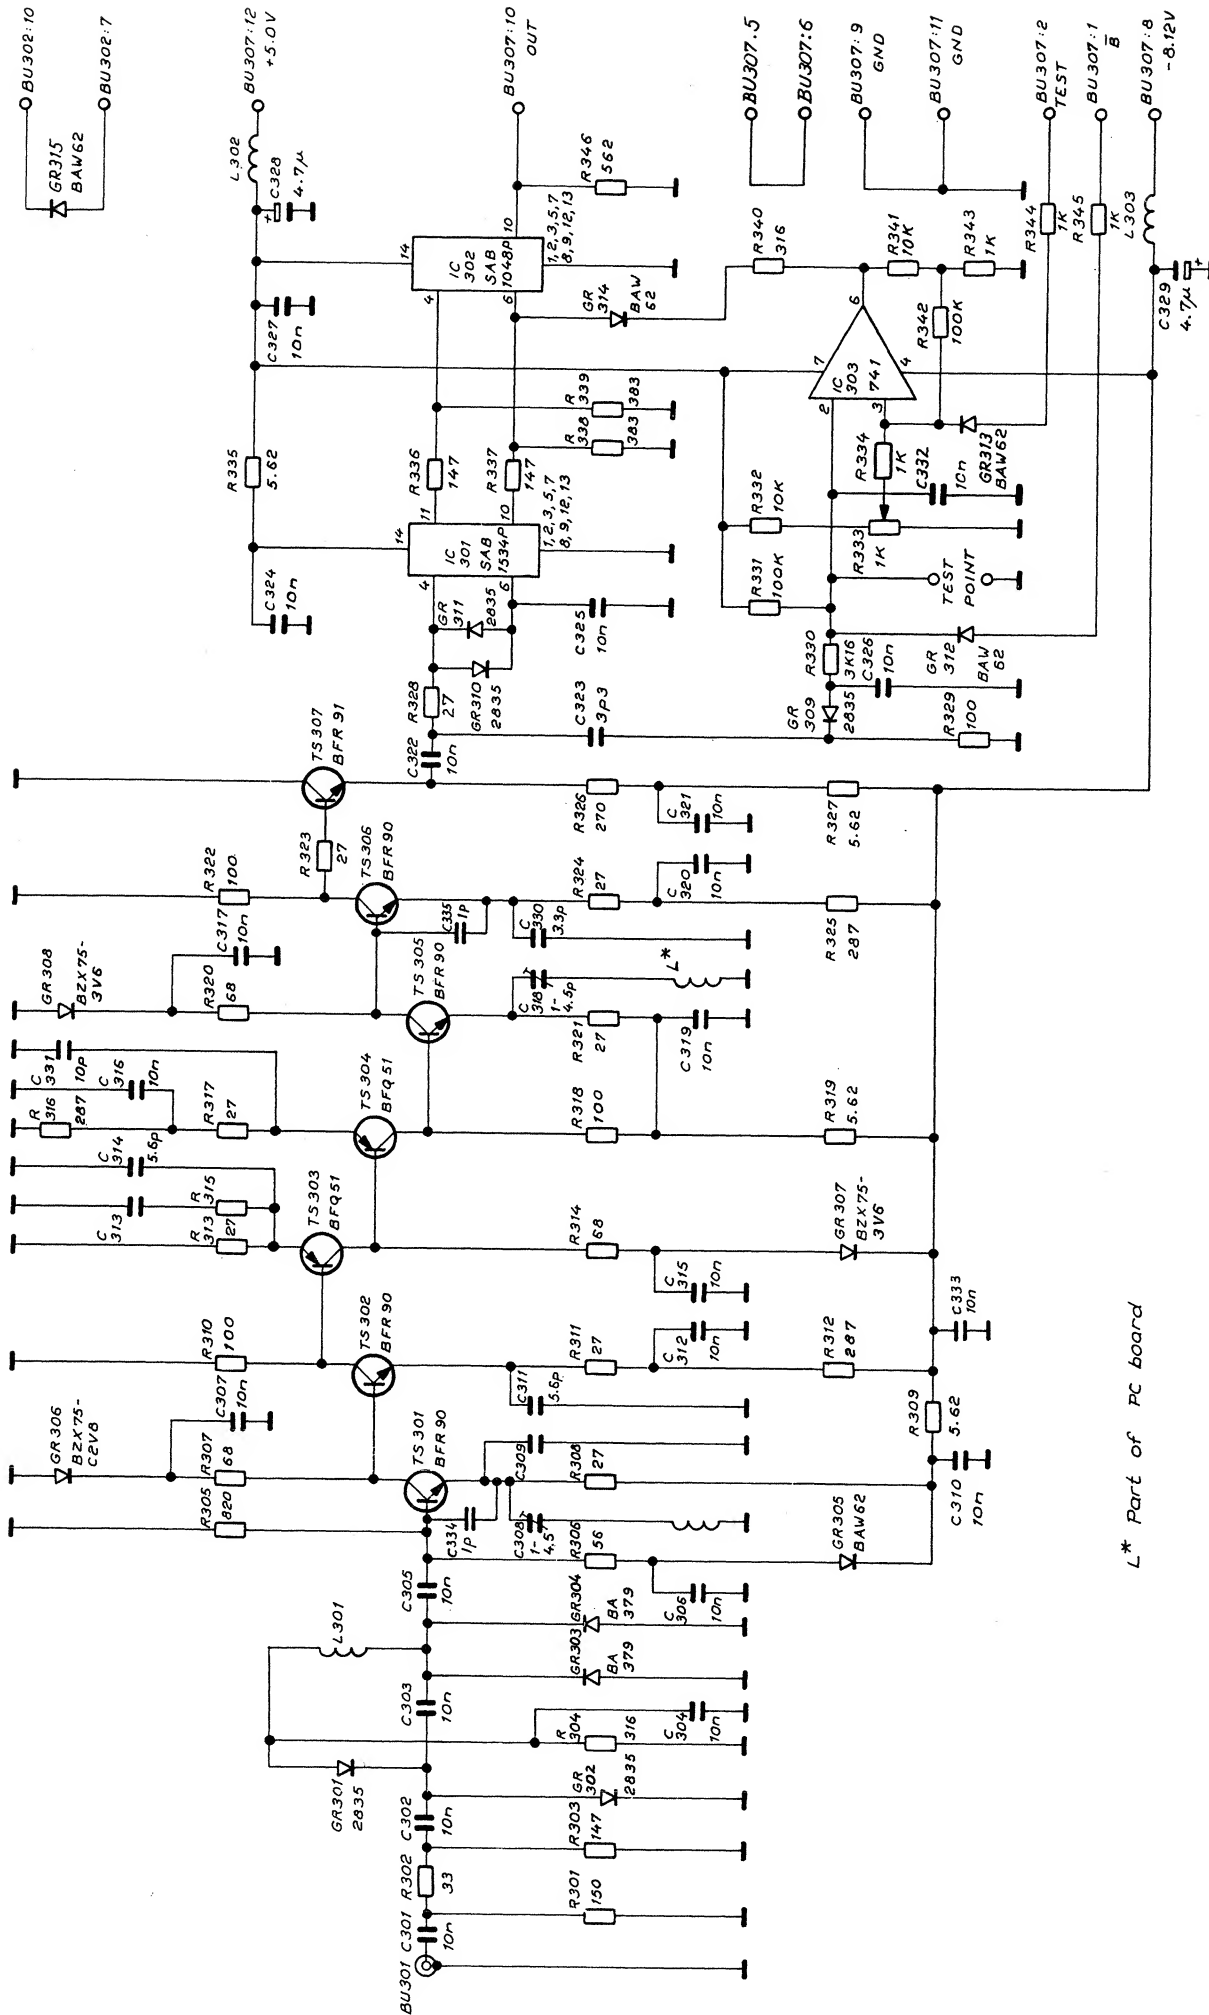 BU302:10
GR315
BAW62
BU302:7
BU307:12
+5.0V
L302
C328
4.7µ
+
C327
10n
R335
5.62
C324
10n
BU307:10
OUT
R346
562
14
IC
302
SAB
1048P
10
1,2,3,5,7
8,9,12,13
4
6
GR
314
BAW
62
R
339
383
R
338
383
R336
147
R337
147
11
10
14
IC
301
SAB
1534P
1,2,3,5,7
8,9,12,13
4
6
GR
311
2835
GR310
2835
C325
10n
R328
27
C322
10n
C323
3p3
BU307.5
BU307:6
BU307:9
GND
BU307:11
GND
BU307:2
TEST
BU307:1
B̅
BU307:8
-8.12V
R340
316
R341
10K
R343
1K
R342
100K
R344
1K
R345
1K
L303
C329
4.7µ
+
6
7
4
IC
303
741
2
3
R334
1K
C332
10n
GR313
BAW62
R332
10K
R333
1K
R331
100K
TEST
POINT
R330
3K16
C326
10n
GR
312
BAW
62
GR
309
2835
R329
100
TS307
BFR91
R323
27
R322
100
TS306
BFR90
C317
10n
R326
270
C
321
10n
R327
5.62
R324
27
C
320
10n
R325
287
C335
1p
C
330
3.3p
GR308
BZX75-
3V6
R320
68
TS305
BFR90
C
318
1-
4.5p
L*
R321
27
C319
10n
C
331
10p
C
316
10n
R
316
287
R317
27
TS304
BFQ51
R318
100
R319
5.62
C
314
5.6p
C
313
R
315
R
313
27
TS303
BFQ51
R314
68
C
315
10n
GR307
BZX75-
3V6
C333
10n
R310
100
TS302
BFR90
C307
10n
R311
27
C
312
10n
R312
287
C311
5.6p
R309
5.62
C310
10n
GR306
BZX75-
C2V8
R307
68
TS301
BFR90
C309
R308
27
R305
820
C334
1p
C308
1-
4.5
R306
56
C
306
10n
GR305
BAW62
C305
10n
GR304
BA
379
GR303
BA
379
L301
C303
10n
R
304
316
C
304
10n
GR301
2835
GR
302
2835
C302
10n
R303
147
R302
33
R301
150
C301
10n
BU301
L* Part of PC board